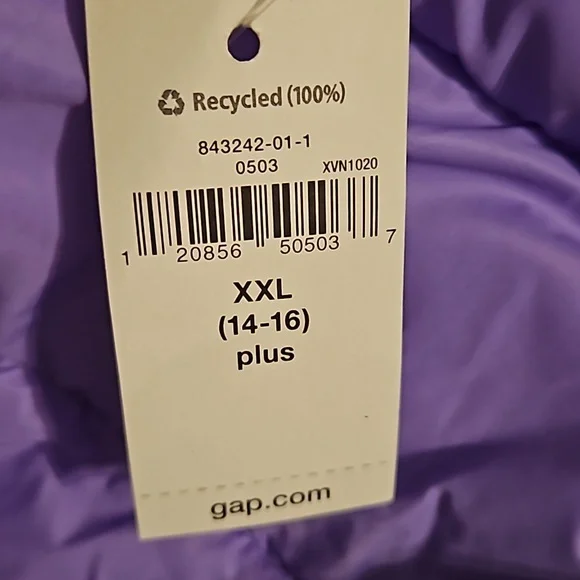 Recycled (100%)
843242-01-1
0503 XVN1020
1 20856 50503 7
XXL
(14-16)
plus
gap.com